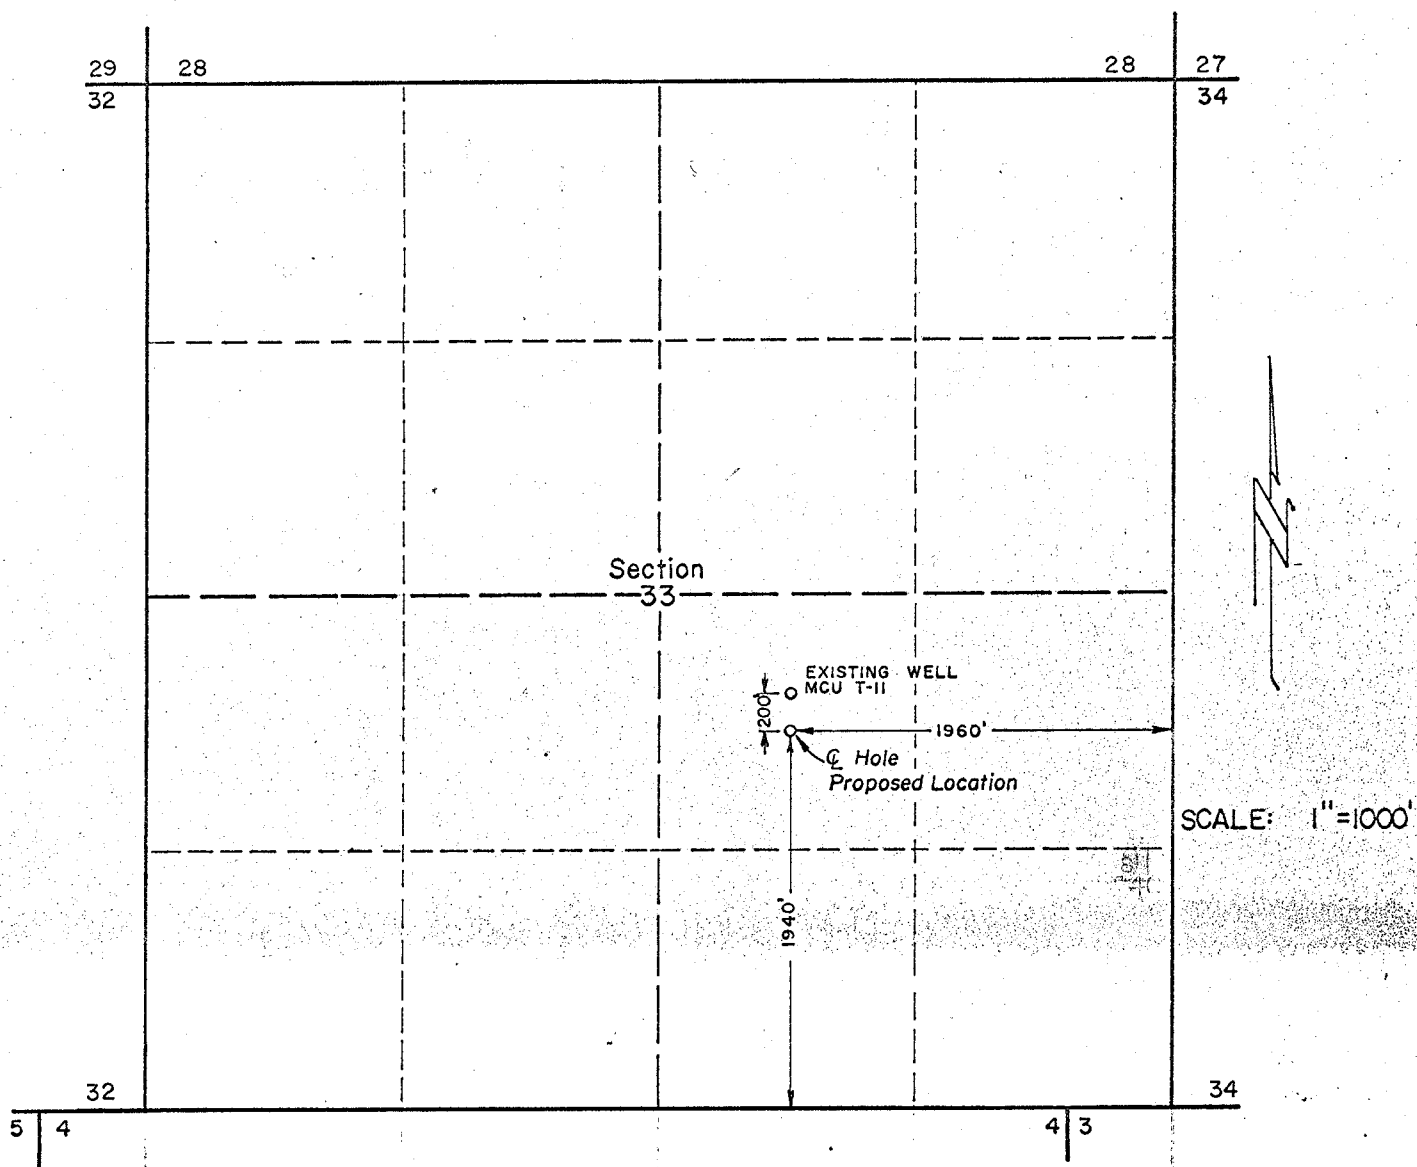 29 28 28 27
32 34
Section
33
EXISTING WELL
MCU T-11
200'
1960'
℄ Hole
Proposed Location
SCALE: 1"=1000'
1940'
32 34
5 4 4 3